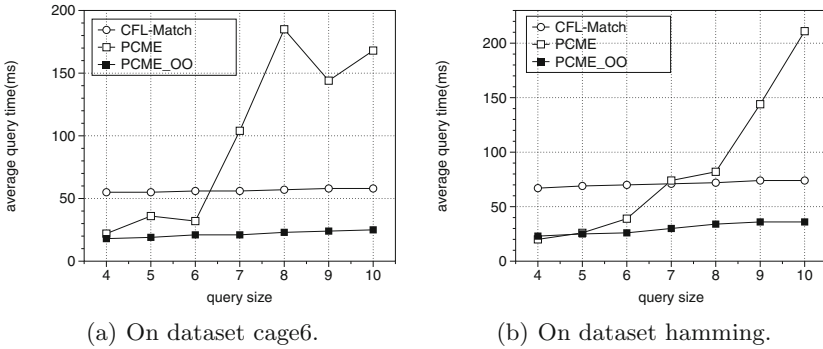 200
150
100
50
0
average query time(ms)
CFL-Match
PCME
PCME_OO
4 5 6 7 8 9 10
query size
(a) On dataset cage6.
200
150
100
50
0
average query time(ms)
CFL-Match
PCME
PCME_OO
4 5 6 7 8 9 10
query size
(b) On dataset hamming.